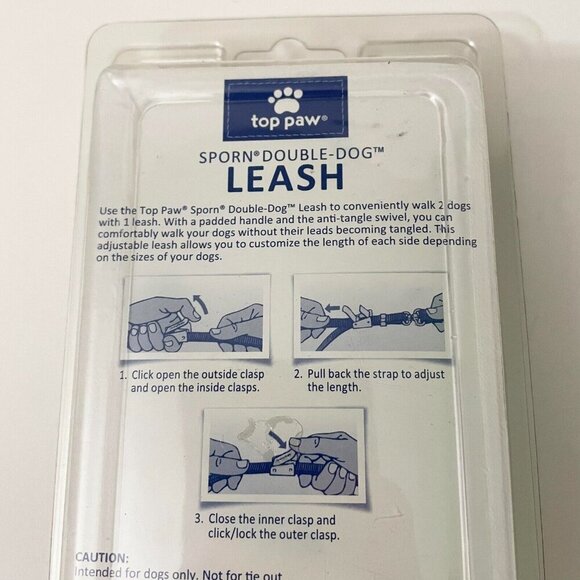 top paw®
SPORN® DOUBLE-DOG™
LEASH
Use the Top Paw® Sporn® Double-Dog™ Leash to conveniently walk 2 dogs
with 1 leash. With a padded handle and the anti-tangle swivel, you can
comfortably walk your dogs without their leads becoming tangled. This
adjustable leash allows you to customize the length of each side depending
on the sizes of your dogs.
1. Click open the outside clasp
and open the inside clasps.
2. Pull back the strap to adjust
the length.
3. Close the inner clasp and
click/lock the outer clasp.
CAUTION:
Intended for dogs only. Not for tie out